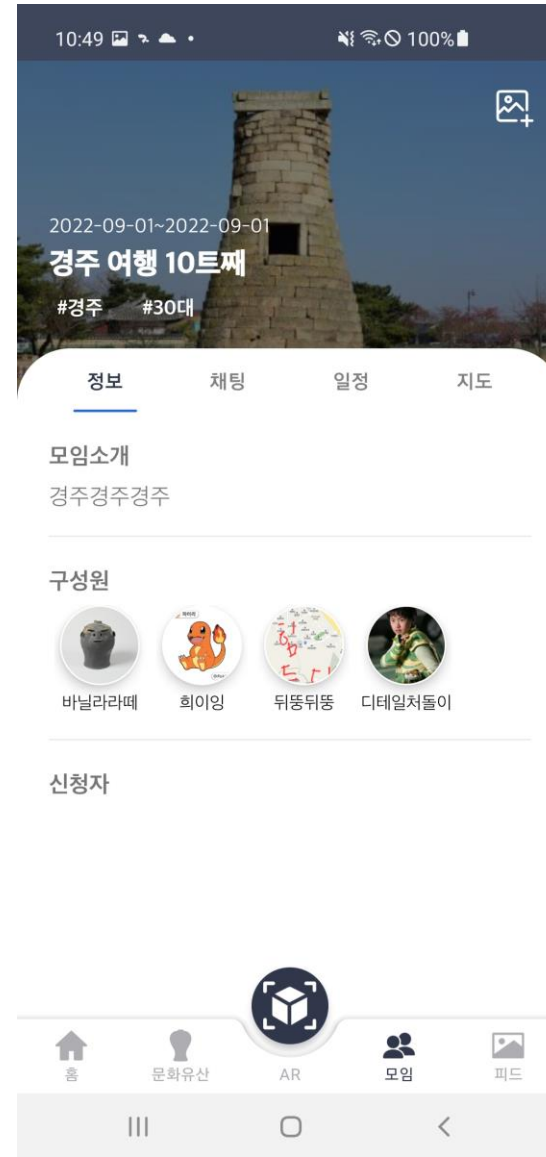 10:49
100%
2022-09-01~2022-09-01
경주 여행 10트째
#경주 #30대
정보 채팅 일정 지도
모임소개
경주경주경주
구성원
바닐라라떼 희이잉 뒤뚱뒤뚱 디테일처돌이
신청자
홈 문화유산 AR 모임 피드